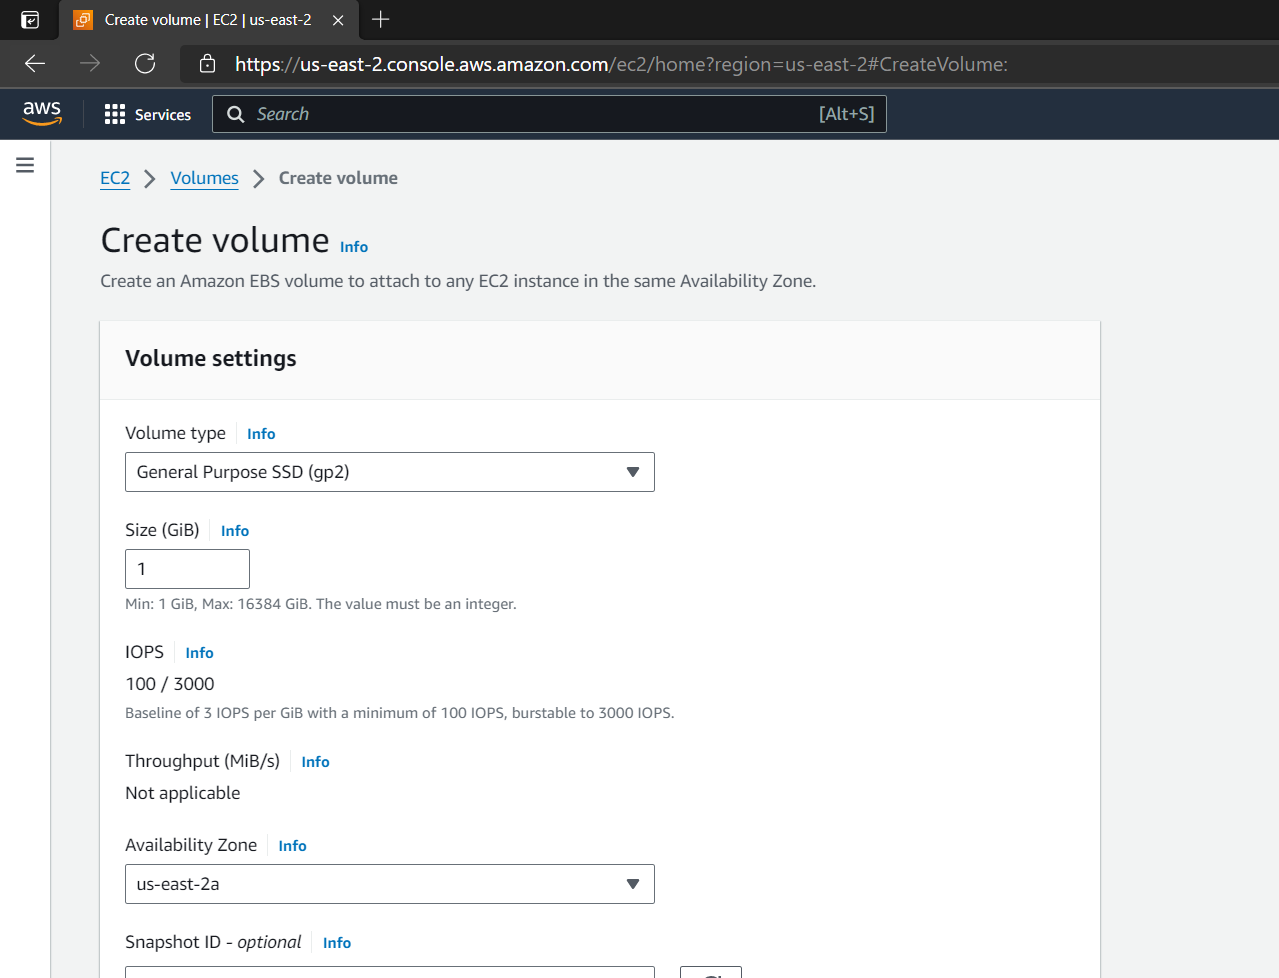 Create volume | EC2 | us-east-2
https://us-east-2.console.aws.amazon.com/ec2/home?region=us-east-2#CreateVolume:
aws Services Search [Alt+S]
EC2 Volumes Create volume
Create volume Info
Create an Amazon EBS volume to attach to any EC2 instance in the same Availability Zone.
Volume settings
Volume type Info
General Purpose SSD (gp2)
Size (GiB) Info
1
Min: 1 GiB, Max: 16384 GiB. The value must be an integer.
IOPS Info
100 / 3000
Baseline of 3 IOPS per GiB with a minimum of 100 IOPS, burstable to 3000 IOPS.
Throughput (MiB/s) Info
Not applicable
Availability Zone Info
us-east-2a
Snapshot ID - optional Info